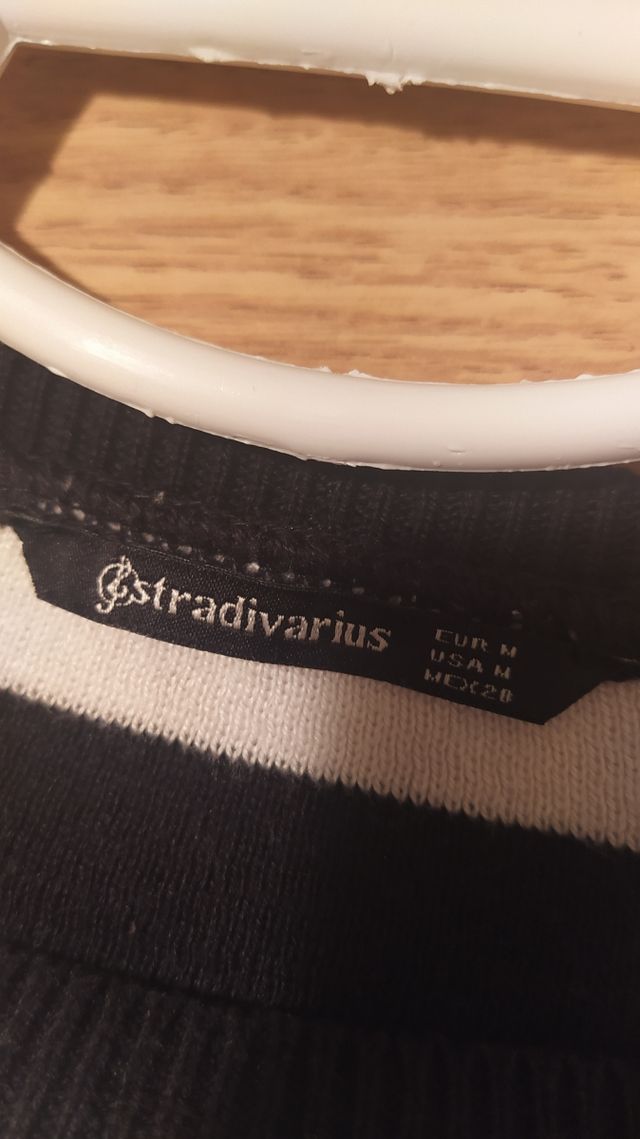 stradivarius
EUR M
USA M
MEX 28